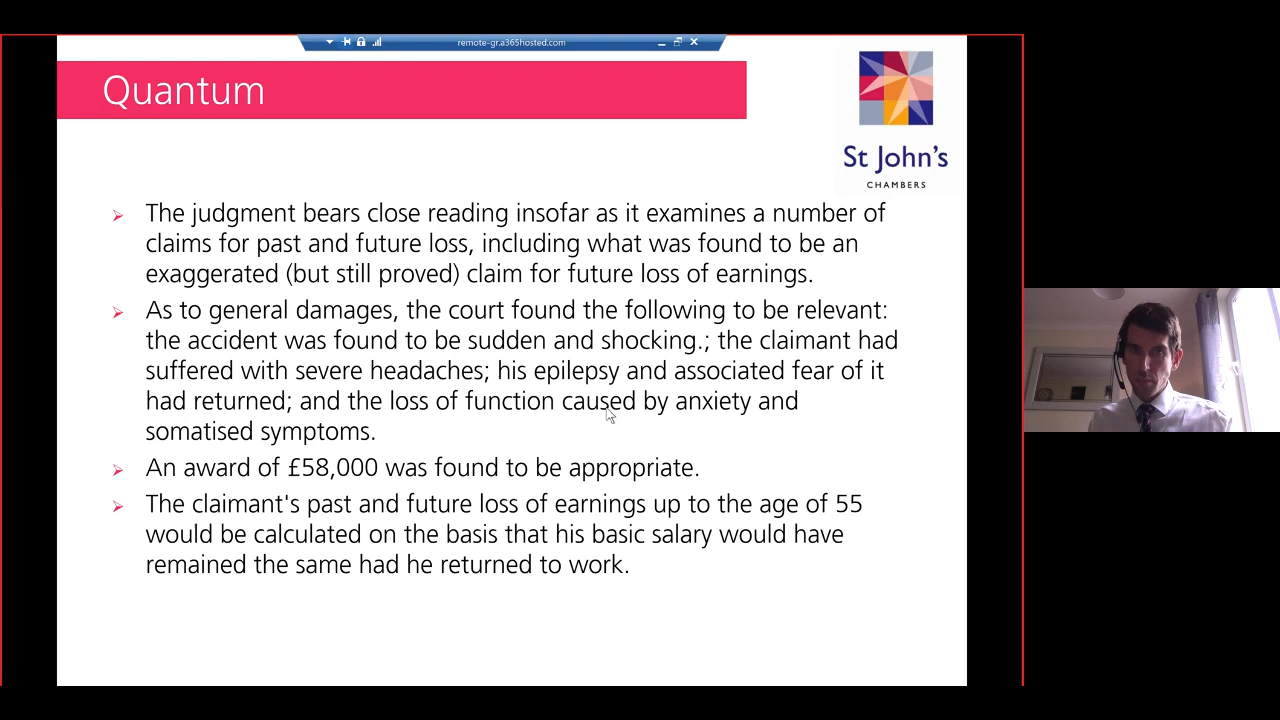 remote-gr.a365hosted.com
Quantum
St John's
CHAMBERS
The judgment bears close reading insofar as it examines a number of
claims for past and future loss, including what was found to be an
exaggerated (but still proved) claim for future loss of earnings.
As to general damages, the court found the following to be relevant:
the accident was found to be sudden and shocking.; the claimant had
suffered with severe headaches; his epilepsy and associated fear of it
had returned; and the loss of function caused by anxiety and
somatised symptoms.
An award of £58,000 was found to be appropriate.
The claimant's past and future loss of earnings up to the age of 55
would be calculated on the basis that his basic salary would have
remained the same had he returned to work.